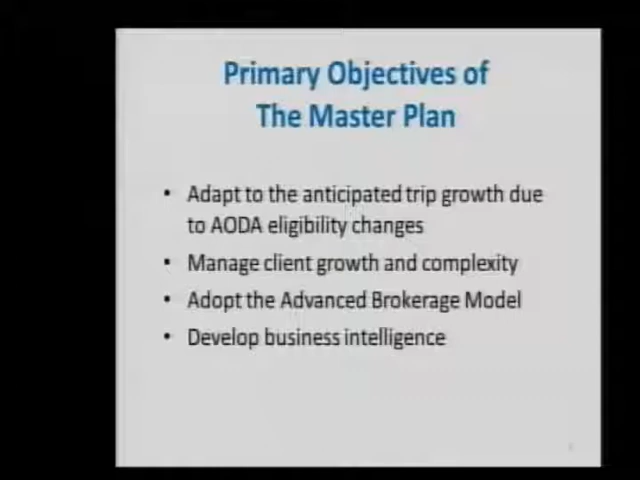 Primary Objectives of
The Master Plan
• Adapt to the anticipated trip growth due
to AODA eligibility changes
• Manage client growth and complexity
• Adopt the Advanced Brokerage Model
• Develop business intelligence